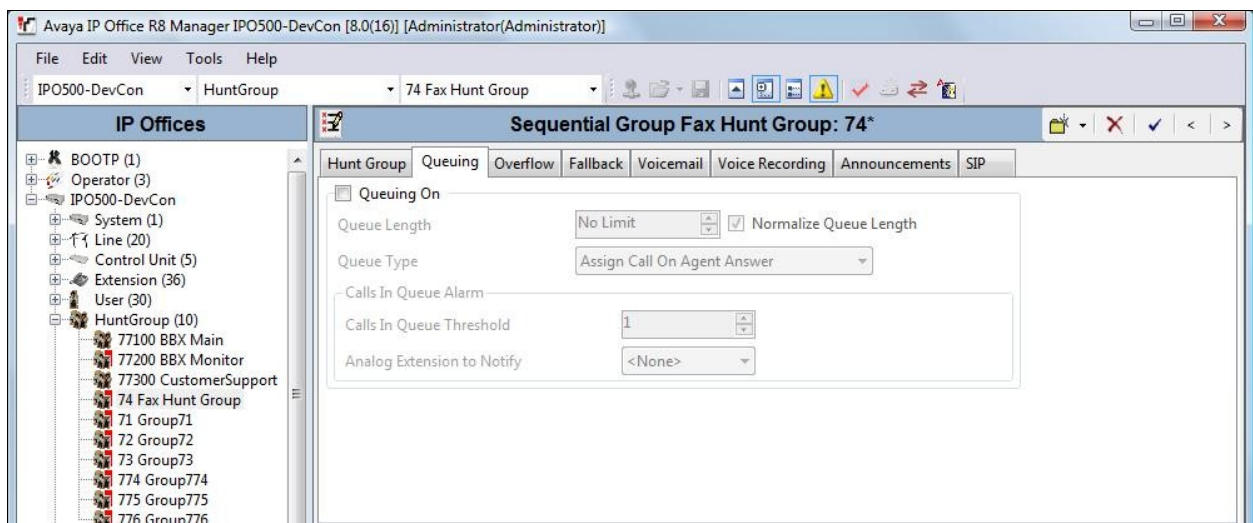 Avaya IP Office R8 Manager IPO500-DevCon [8.0(16)] [Administrator(Administrator)]
File Edit View Tools Help
IPO500-DevCon HuntGroup 74 Fax Hunt Group
IP Offices
Sequential Group Fax Hunt Group: 74*
BOOTP (1)
Operator (3)
IPO500-DevCon
System (1)
Line (20)
Control Unit (5)
Extension (36)
User (30)
HuntGroup (10)
77100 BBX Main
77200 BBX Monitor
77300 CustomerSupport
74 Fax Hunt Group
71 Group71
72 Group72
73 Group73
774 Group774
775 Group775
776 Group776
Hunt Group Queuing Overflow Fallback Voicemail Voice Recording Announcements SIP
Queuing On
Queue Length No Limit Normalize Queue Length
Queue Type Assign Call On Agent Answer
Calls In Queue Alarm
Calls In Queue Threshold 1
Analog Extension to Notify <None>